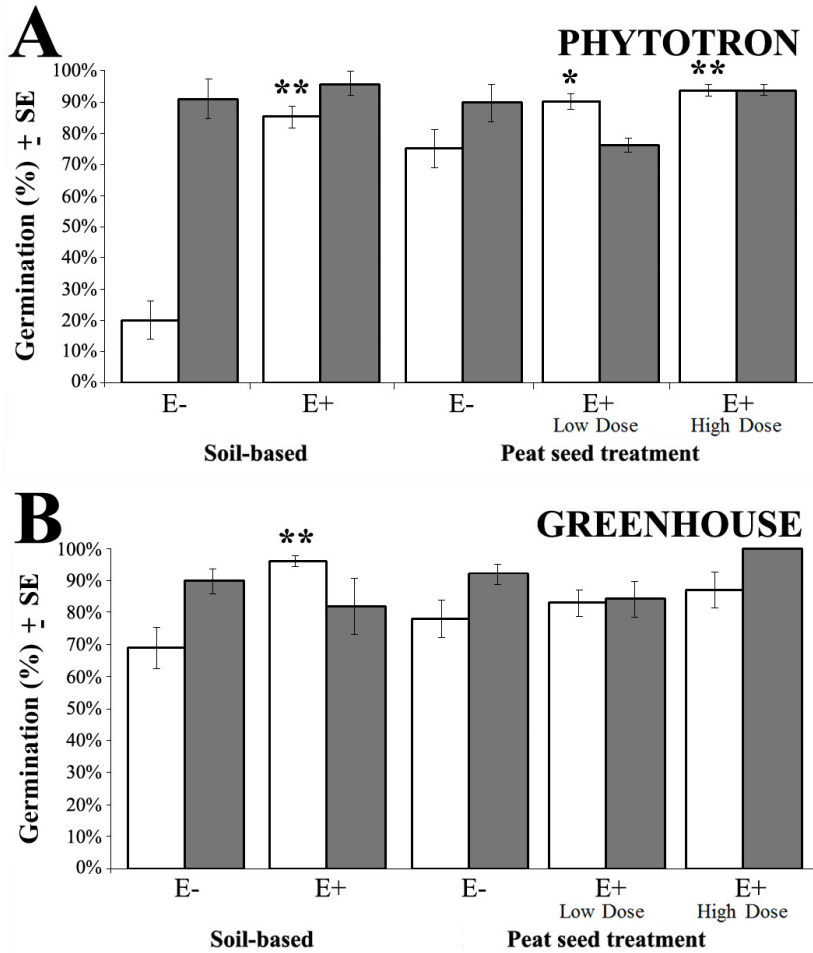 A
PHYTOTRON
Germination (%) ± SE
100%
90%
80%
70%
60%
50%
40%
30%
20%
10%
0%
** * **
E- E+ E- E+ E+
Low Dose High Dose
Soil-based Peat seed treatment
B
GREENHOUSE
Germination (%) ± SE
100%
90%
80%
70%
60%
50%
40%
30%
20%
10%
0%
**
E- E+ E- E+ E+
Low Dose High Dose
Soil-based Peat seed treatment